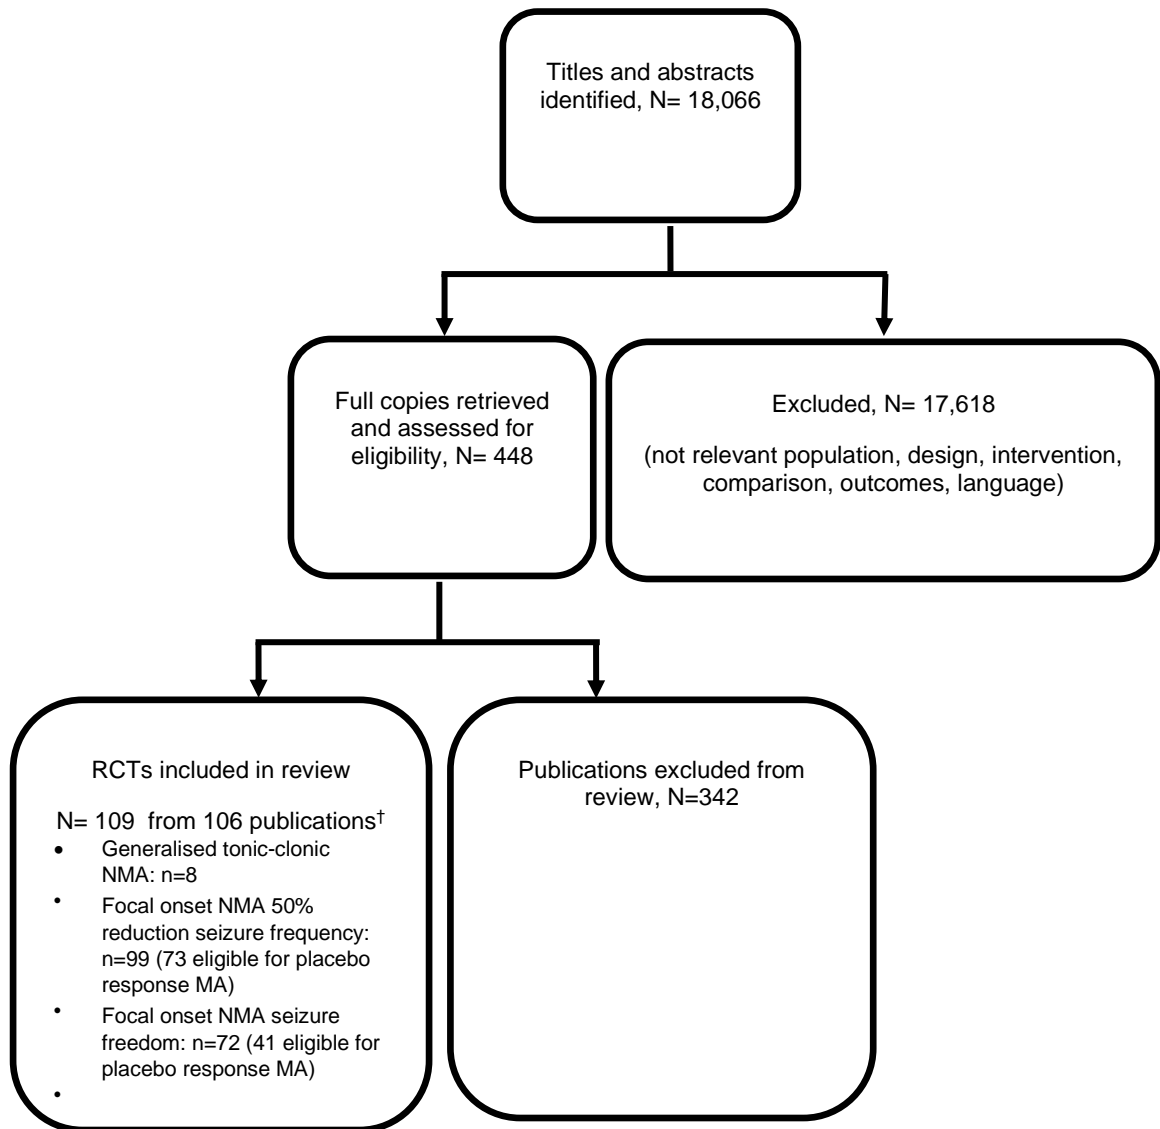 Titles and abstracts
identified, N= 18,066
Full copies retrieved
and assessed for
eligibility, N= 448
Excluded, N= 17,618
(not relevant population, design, intervention,
comparison, outcomes, language)
RCTs included in review
N= 109  from 106 publications†
• Generalised tonic-clonic
NMA: n=8
• Focal onset NMA 50%
reduction seizure frequency:
n=99 (73 eligible for placebo
response MA)
• Focal onset NMA seizure
freedom: n=72 (41 eligible for
placebo response MA)
•
Publications excluded from
review, N=342